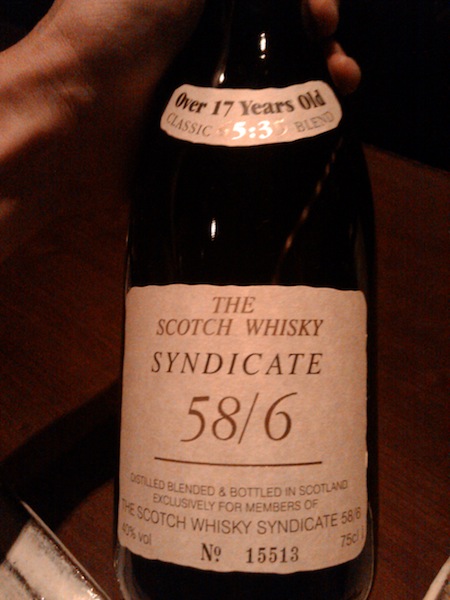 Over 17 Years Old
CLASSIC 65:35 BLEND
THE
SCOTCH WHISKY
SYNDICATE
58/6
DISTILLED BLENDED & BOTTLED IN SCOTLAND
EXCLUSIVELY FOR MEMBERS OF
THE SCOTCH WHISKY SYNDICATE 58/6
40% vol
75cl
Nº 15513